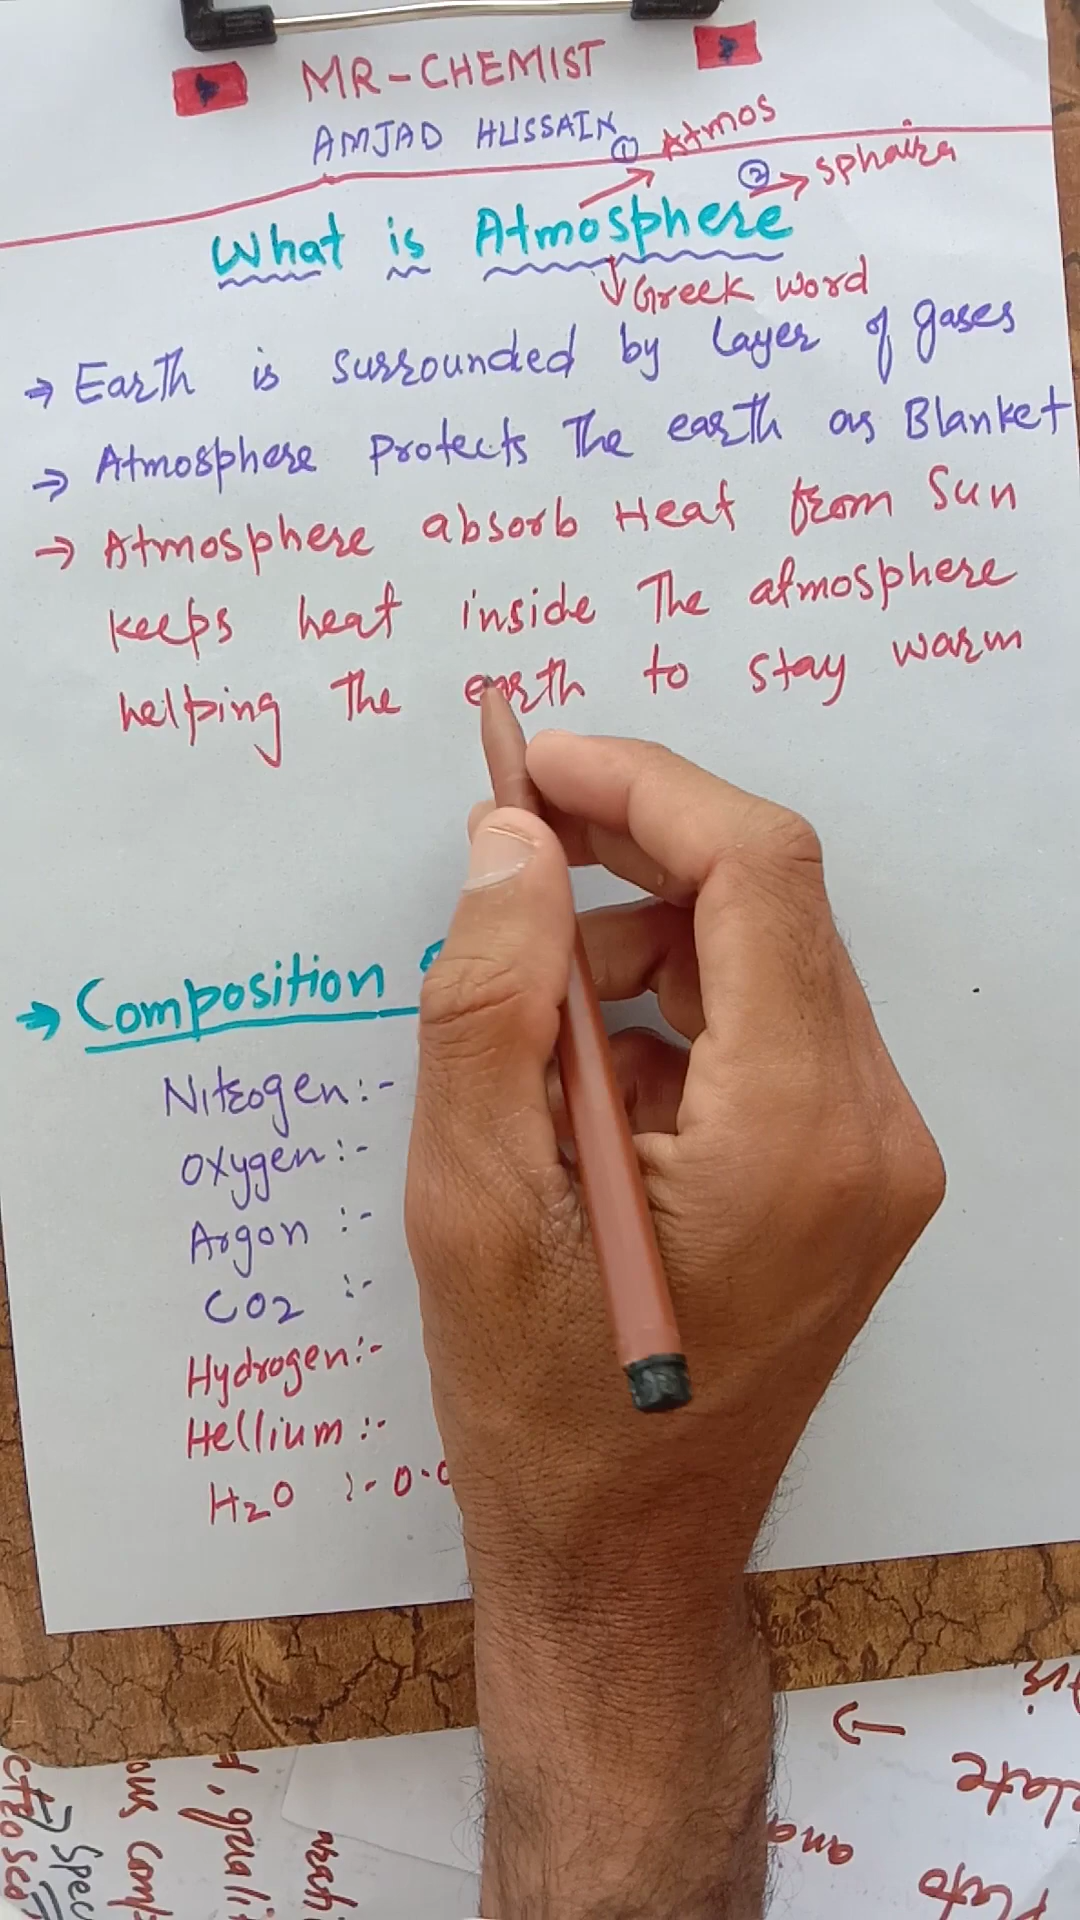 MR-CHEMIST
AMJAD HUSSAIN
① Atmos
② → sphaira
What is Atmosphere
Greek word
→ Earth is surrounded by layer of gases
→ Atmosphere Protects The earth as Blanket
→ Atmosphere absorb Heat from Sun
keeps heat inside The atmosphere
helping The earth to stay warm
→ Composition
Nitrogen:-
Oxygen:-
Argon :-
CO2 :-
Hydrogen:-
Hellium :-
H2O :- 0.0